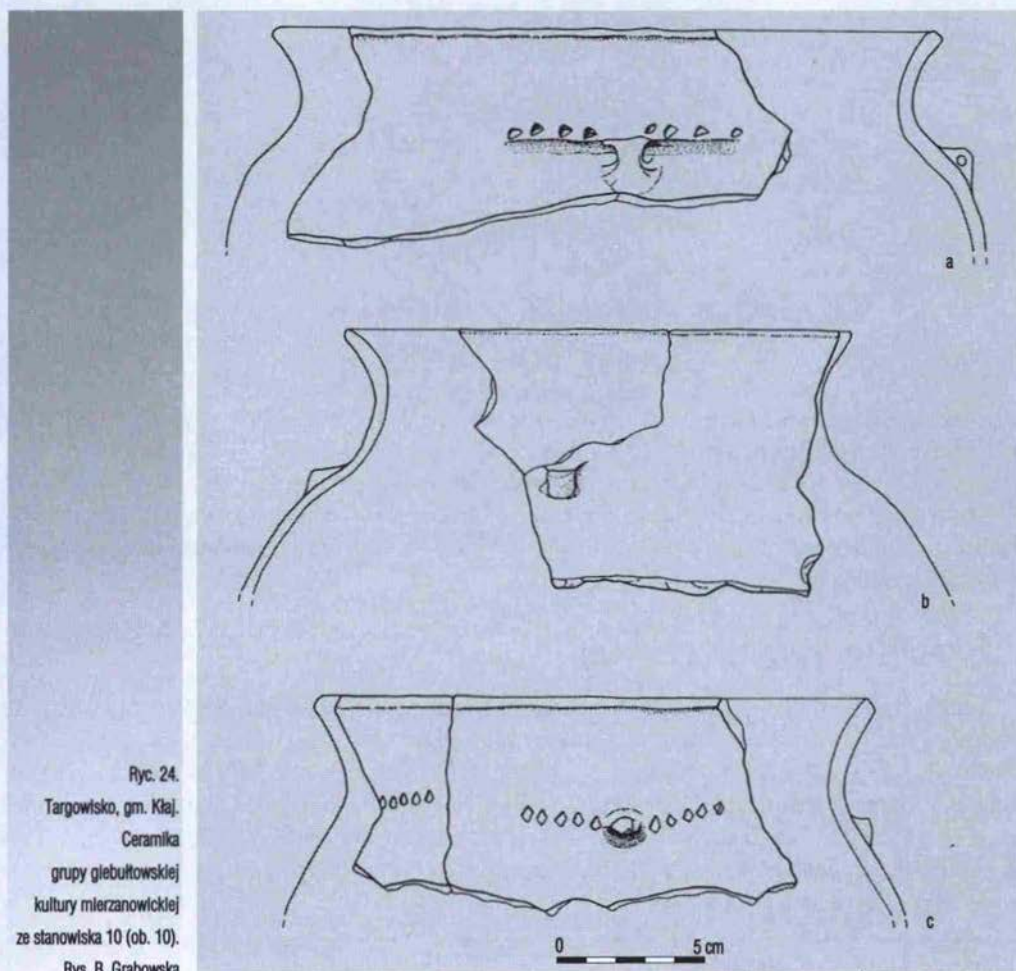 a
b
c
Ryc. 24.
Targowisko, gm. Kłaj.
Ceramika
grupy giebułtowskiej
kultury mierzanowickiej
ze stanowiska 10 (ob. 10).
Rys. B. Grabowska
0 5 cm